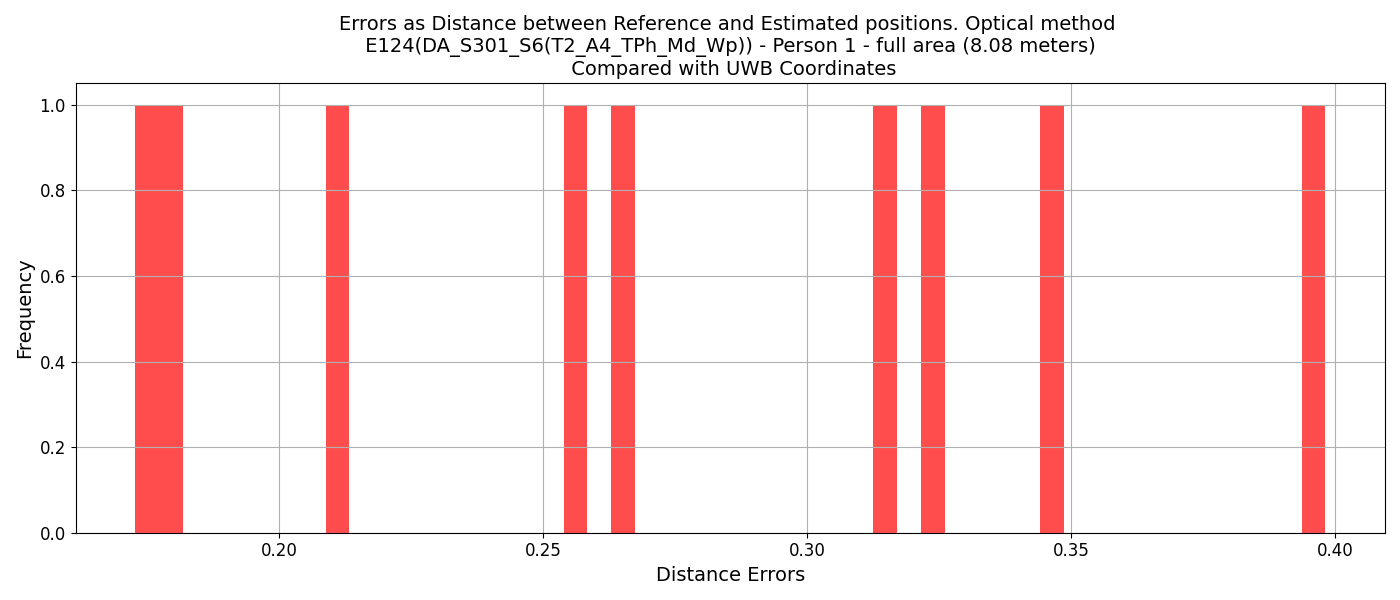 Errors as Distance between Reference and Estimated positions. Optical method
E124(DA_S301_S6(T2_A4_TPh_Md_Wp)) - Person 1 - full area (8.08 meters)
Compared with UWB Coordinates
Frequency
1.0
0.8
0.6
0.4
0.2
0.0
0.20 0.25 0.30 0.35 0.40
Distance Errors